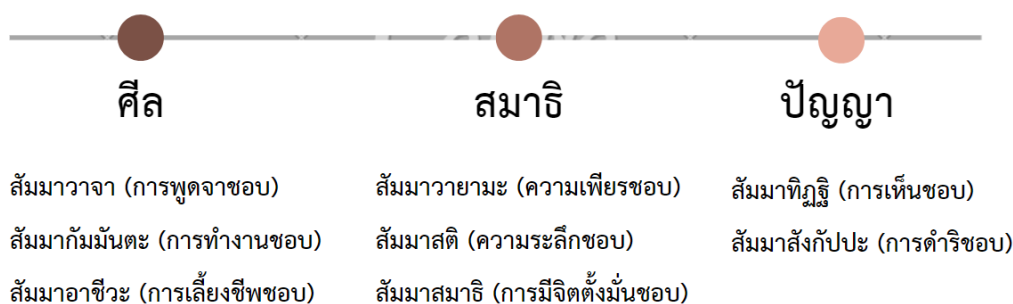 ศีล
สมาธิ
ปัญญา
สัมมาวาจา (การพูดจาชอบ)
สัมมาวายามะ (ความเพียรชอบ)
สัมมาทิฏฐิ (การเห็นชอบ)
สัมมากัมมันตะ (การทำงานชอบ)
สัมมาสติ (ความระลึกชอบ)
สัมมาสังกัปปะ (การดำริชอบ)
สัมมาอาชีวะ (การเลี้ยงชีพชอบ)
สัมมาสมาธิ (การมีจิตตั้งมั่นชอบ)